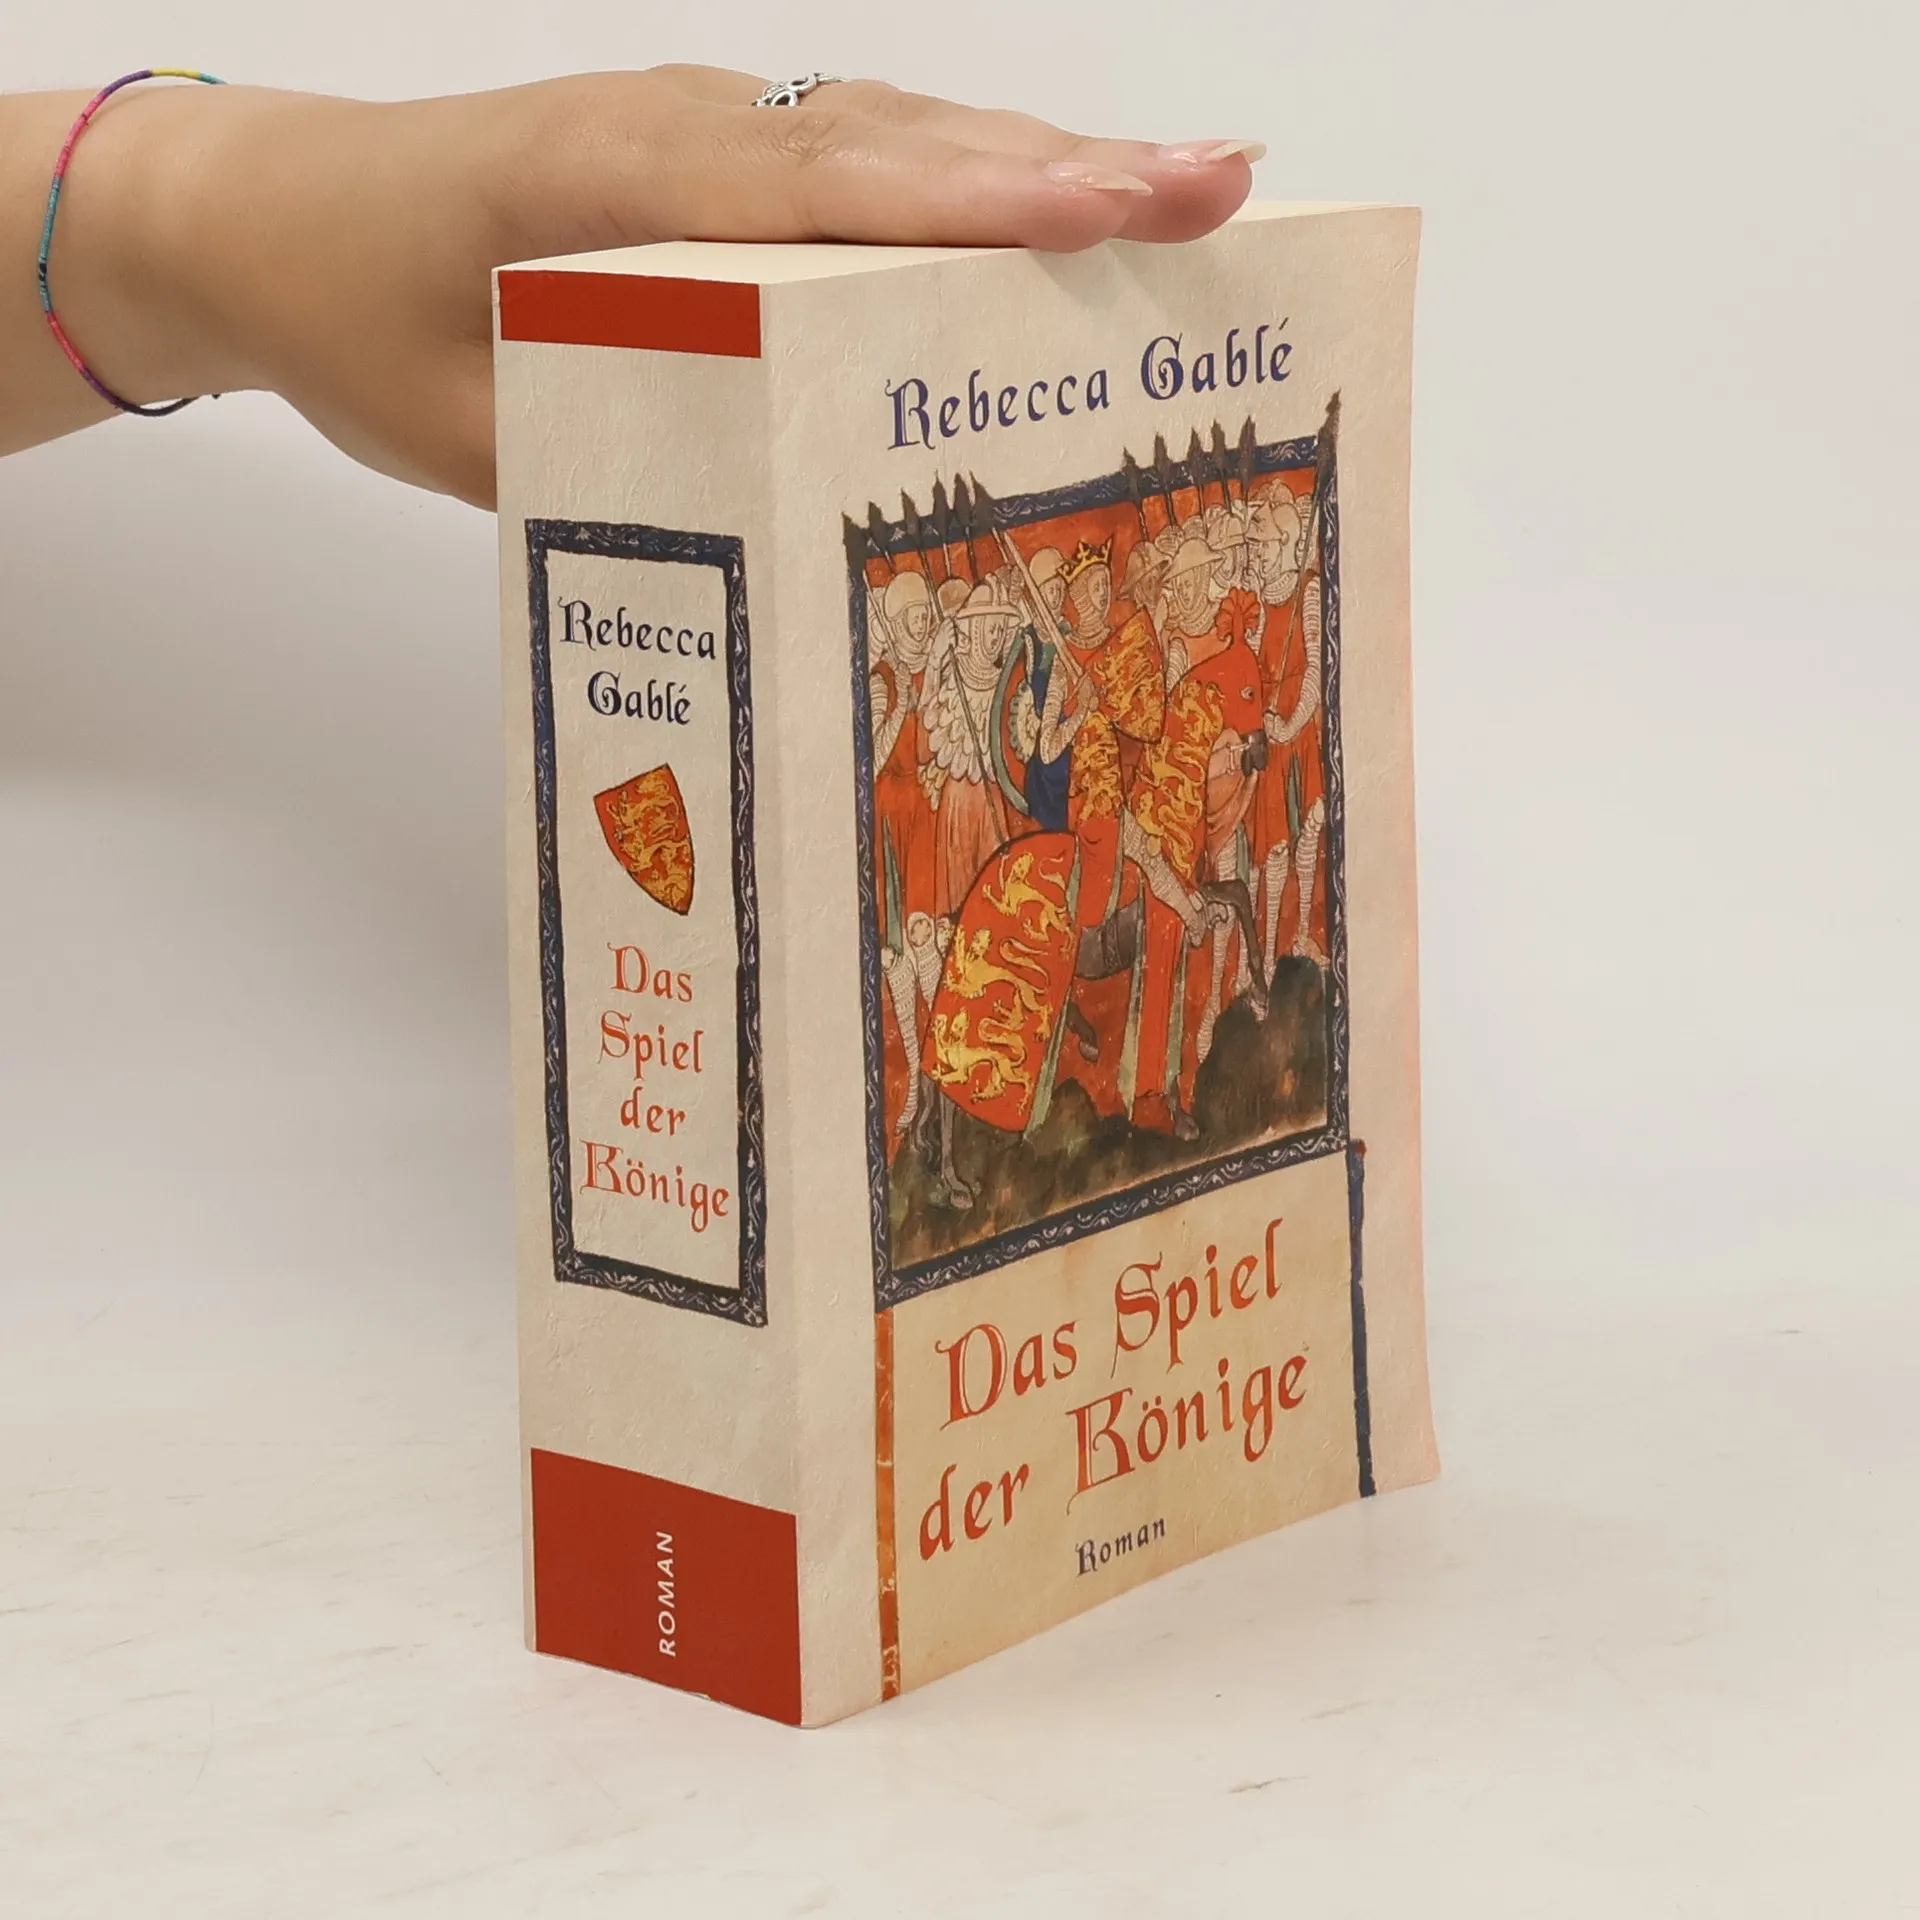 Rebecca
Gablé
Das
Spiel
der
Könige
ROMAN
Rebecca Gablé
Das Spiel
der Könige
Roman